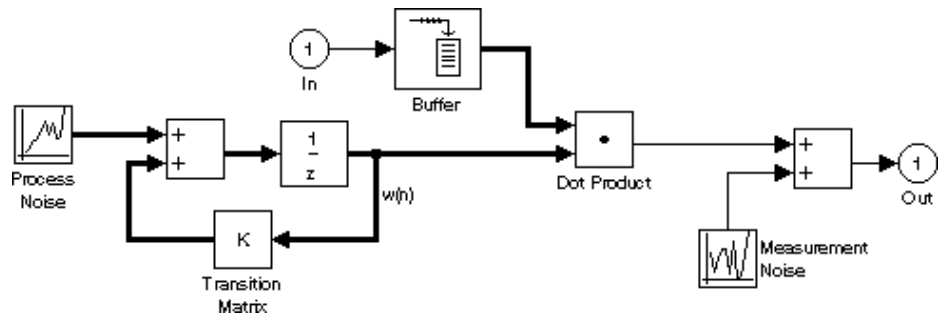 1
In
Buffer
Process
Noise
+
+
1
z
w(n)
K
Transition
Matrix
Dot Product
+
+
1
Out
Measurement
Noise